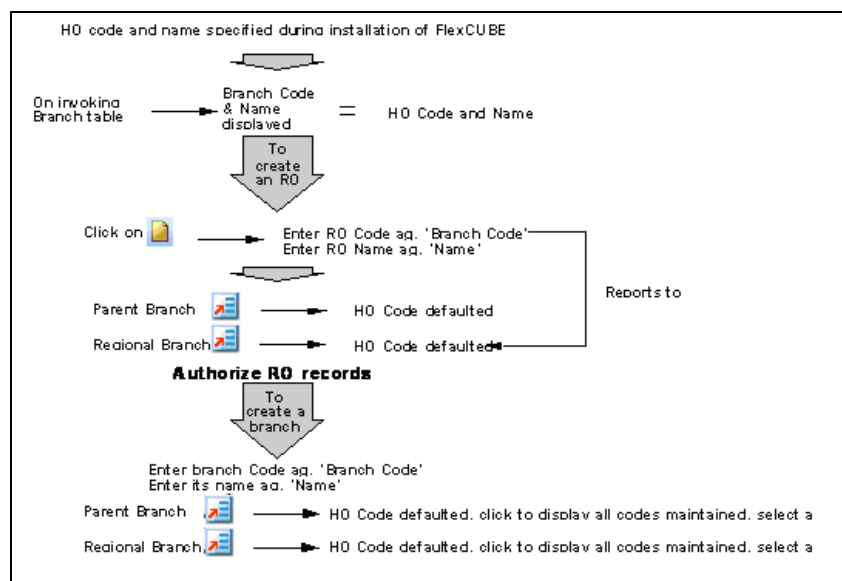 HO code and name specified during installation of FlexCUBE
On invoking
Branch table
Branch Code
& Name
displayed
=
HO Code and Name
To
create
an RO
Click on
Enter RO Code ag. 'Branch Code'
Enter RO Name ag. 'Name'
Reports to
Parent Branch
HO Code defaulted
Regional Branch
HO Code defaulted
Authorize RO records
To
create a
branch
Enter branch Code ag. 'Branch Code'
Enter its name ag. 'Name'
Parent Branch
HO Code defaulted. click to display all codes maintained. select a
Regional Branch
HO Code defaulted. click to display all codes maintained. select a